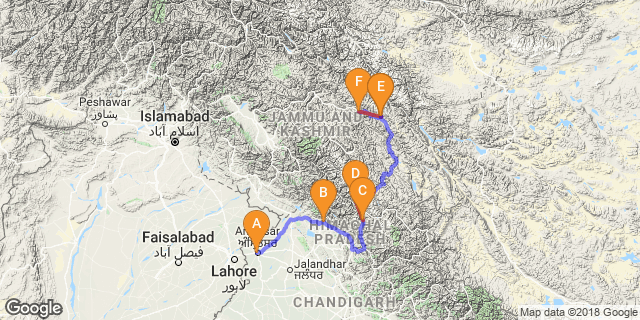 F
E
Peshawar
پشاور
Islamabad
اسلام آباد
JAMMU AND
KASHMIR
D
B
C
A
HIMACHAL
PRADESH
Amritsar
Faisalabad
فیصل آباد
Lahore
لاہور
Jalandhar
ਜਲੰਧਰ
CHANDIGARH
Google
Map data ©2018 Google